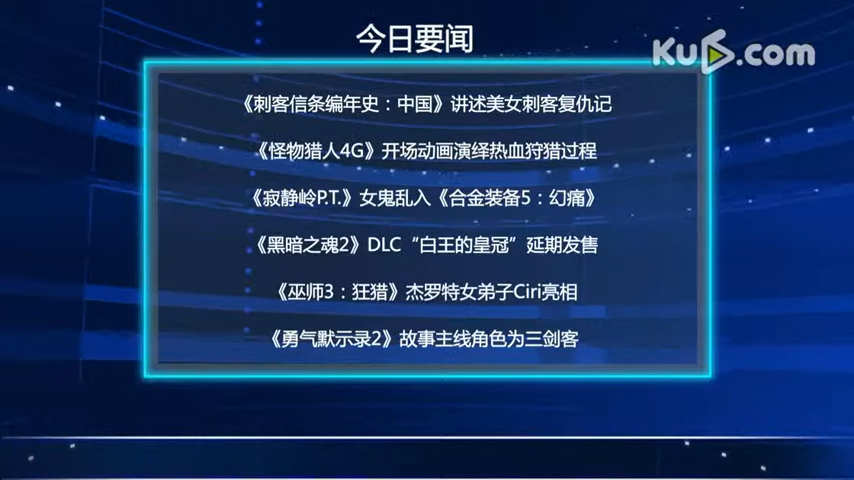 今日要闻
Ku6.com
《刺客信条编年史：中国》讲述美女刺客复仇记
《怪物猎人4G》开场动画演绎热血狩猎过程
《寂静岭P.T.》女鬼乱入《合金装备5：幻痛》
《黑暗之魂2》DLC“白王的皇冠”延期发售
《巫师3：狂猎》杰罗特女弟子Ciri亮相
《勇气默示录2》故事主线角色为三剑客